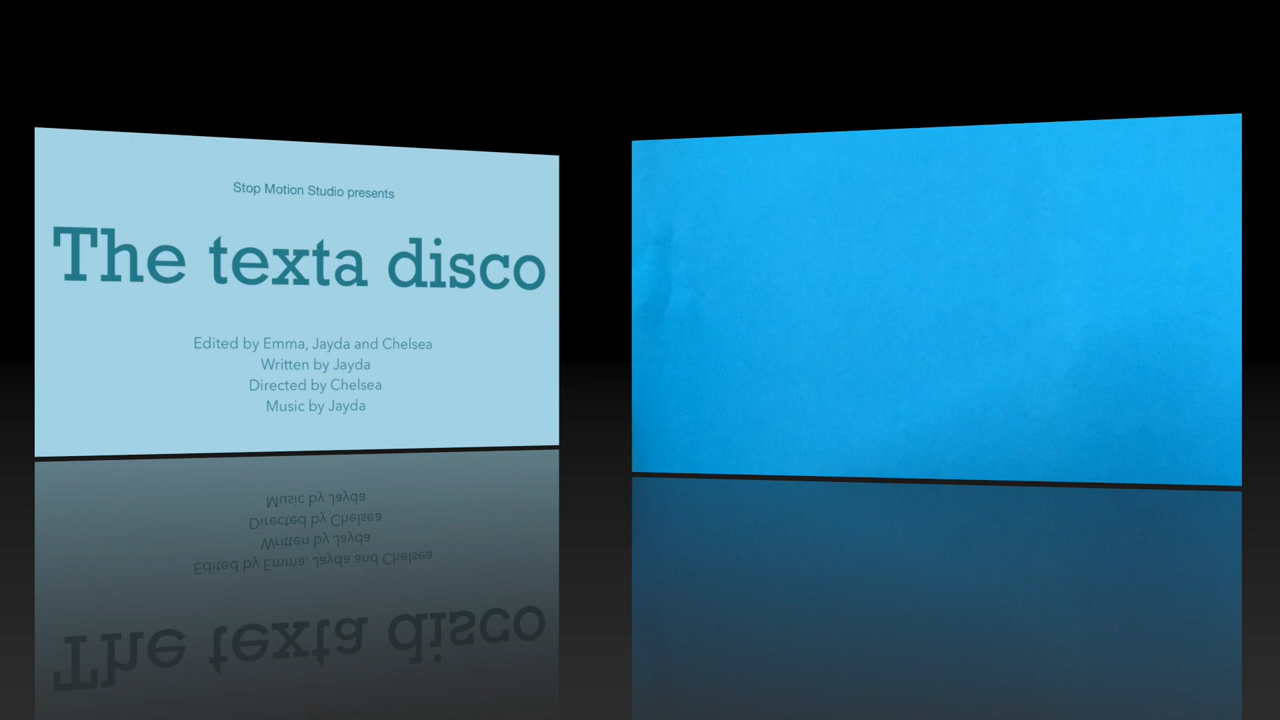 Stop Motion Studio presents
The texta disco
Edited by Emma, Jayda and Chelsea
Written by Jayda
Directed by Chelsea
Music by Jayda